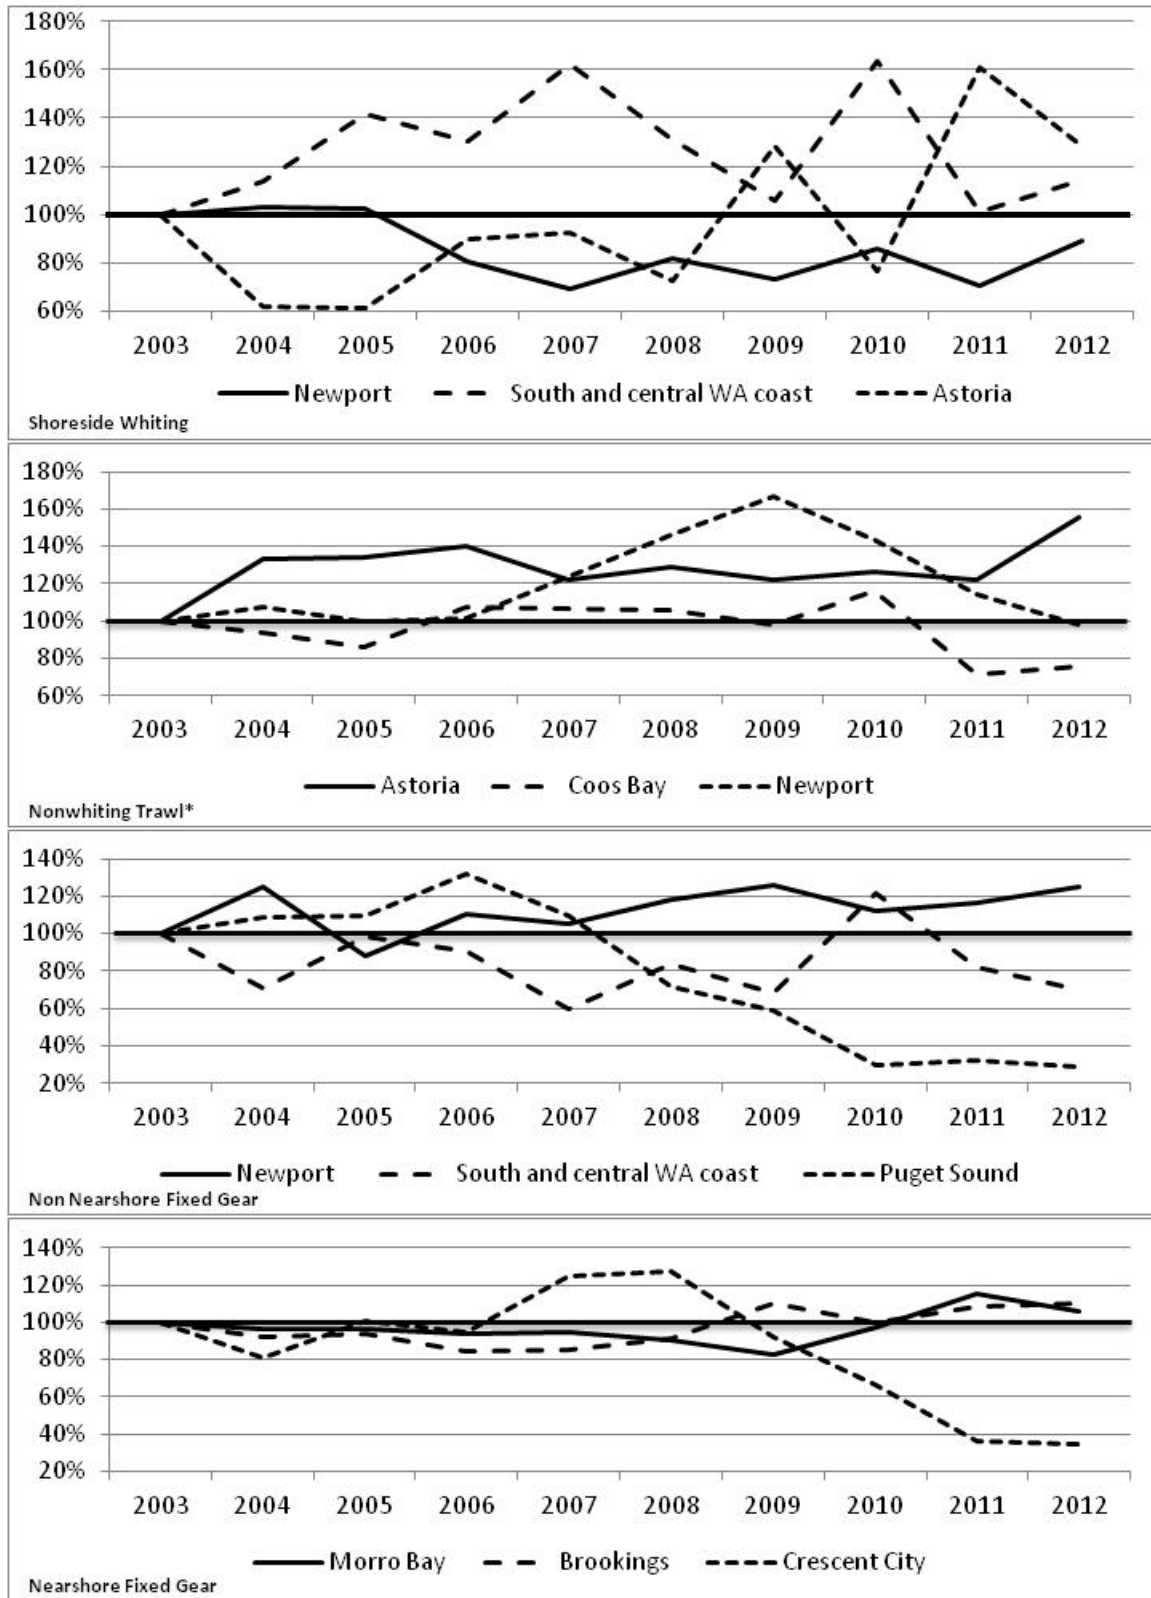 180%
160%
140%
120%
100%
80%
60%
2003 2004 2005 2006 2007 2008 2009 2010 2011 2012
Newport South and central WA coast Astoria
Shoreside Whiting
180%
160%
140%
120%
100%
80%
60%
2003 2004 2005 2006 2007 2008 2009 2010 2011 2012
Astoria Coos Bay Newport
Nonwhiting Trawl*
140%
120%
100%
80%
60%
40%
20%
2003 2004 2005 2006 2007 2008 2009 2010 2011 2012
Newport South and central WA coast Puget Sound
Non Nearshore Fixed Gear
140%
120%
100%
80%
60%
40%
20%
2003 2004 2005 2006 2007 2008 2009 2010 2011 2012
Morro Bay Brookings Crescent City
Nearshore Fixed Gear